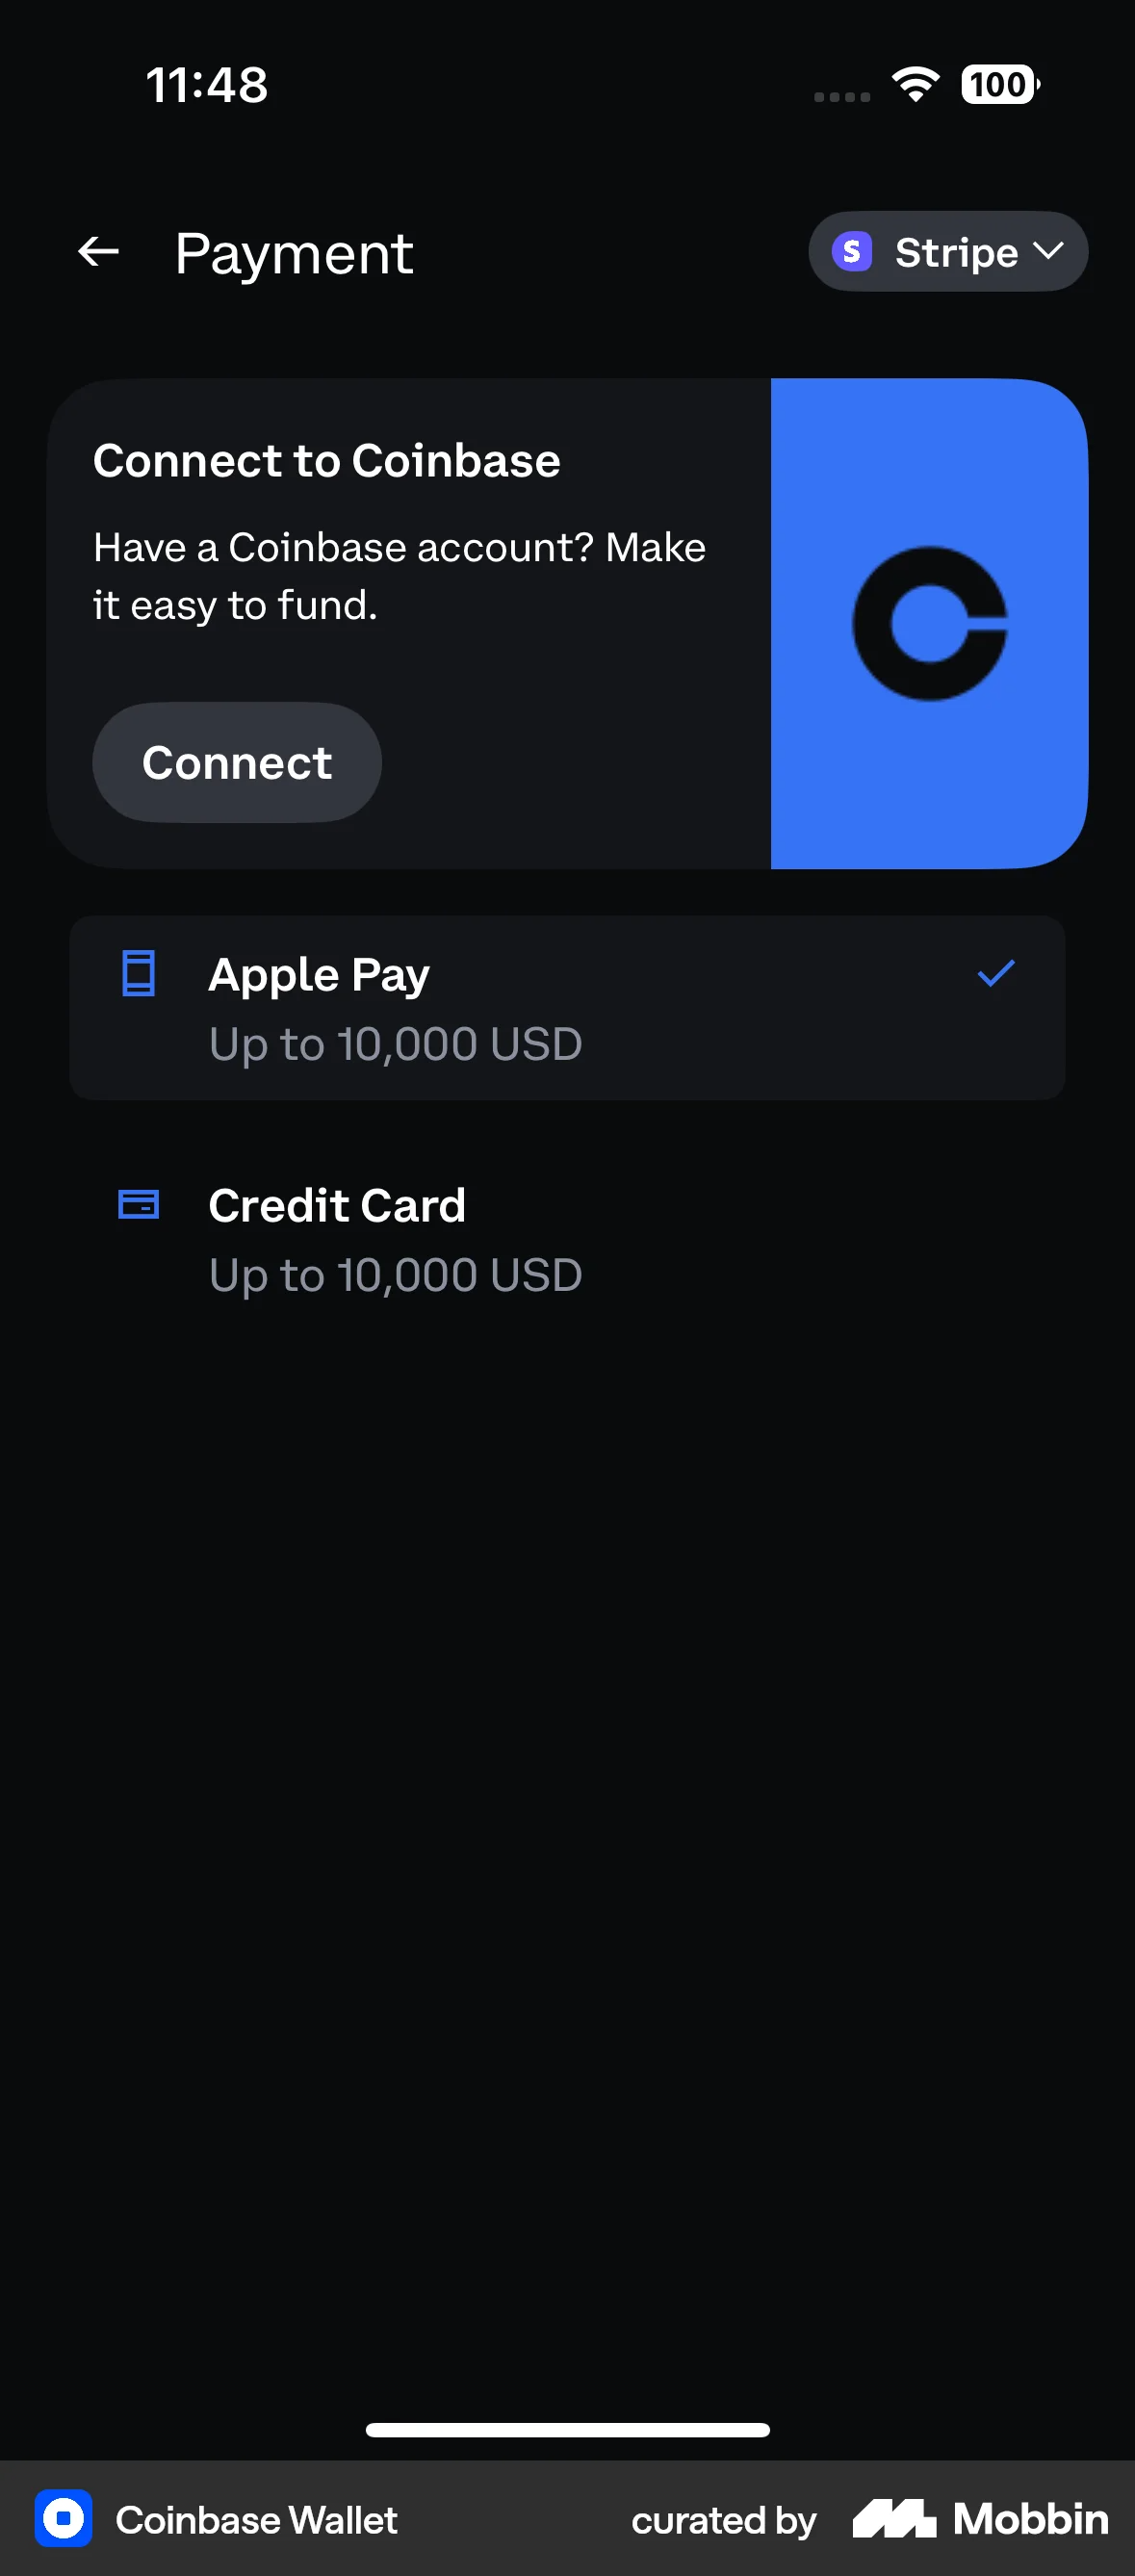 11:48
100
Payment
Stripe
Connect to Coinbase
Have a Coinbase account? Make
it easy to fund.
Connect
Apple Pay
Up to 10,000 USD
Credit Card
Up to 10,000 USD
Coinbase Wallet
curated by Mobbin